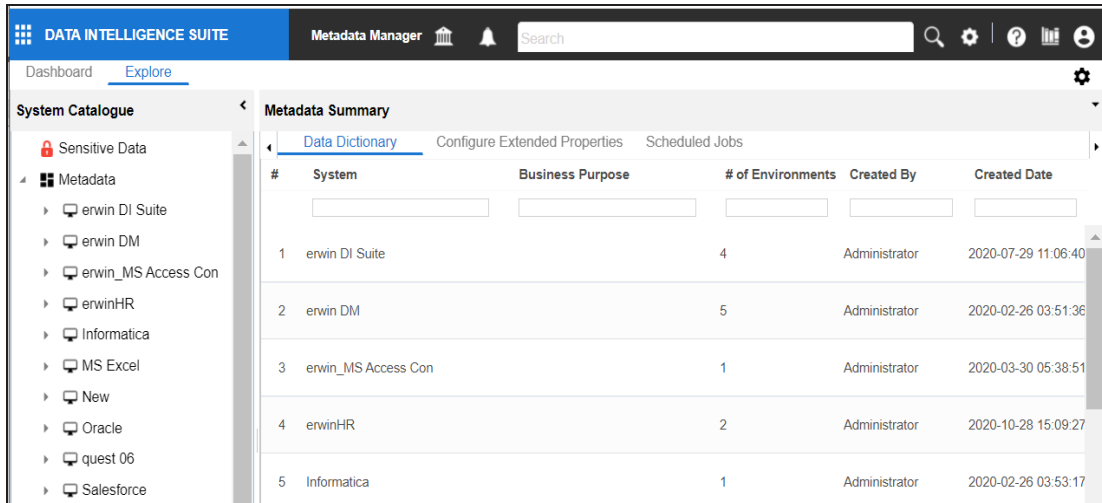 DATA INTELLIGENCE SUITE Metadata Manager Search
Dashboard Explore
System Catalogue
Sensitive Data
Metadata
erwin DI Suite
erwin DM
erwin_MS Access Con
erwinHR
Informatica
MS Excel
New
Oracle
quest 06
Salesforce
Metadata Summary
Data Dictionary Configure Extended Properties Scheduled Jobs
# System Business Purpose # of Environments Created By Created Date
1 erwin DI Suite 4 Administrator 2020-07-29 11:06:40
2 erwin DM 5 Administrator 2020-02-26 03:51:36
3 erwin_MS Access Con 1 Administrator 2020-03-30 05:38:51
4 erwinHR 2 Administrator 2020-10-28 15:09:27
5 Informatica 1 Administrator 2020-02-26 03:53:17